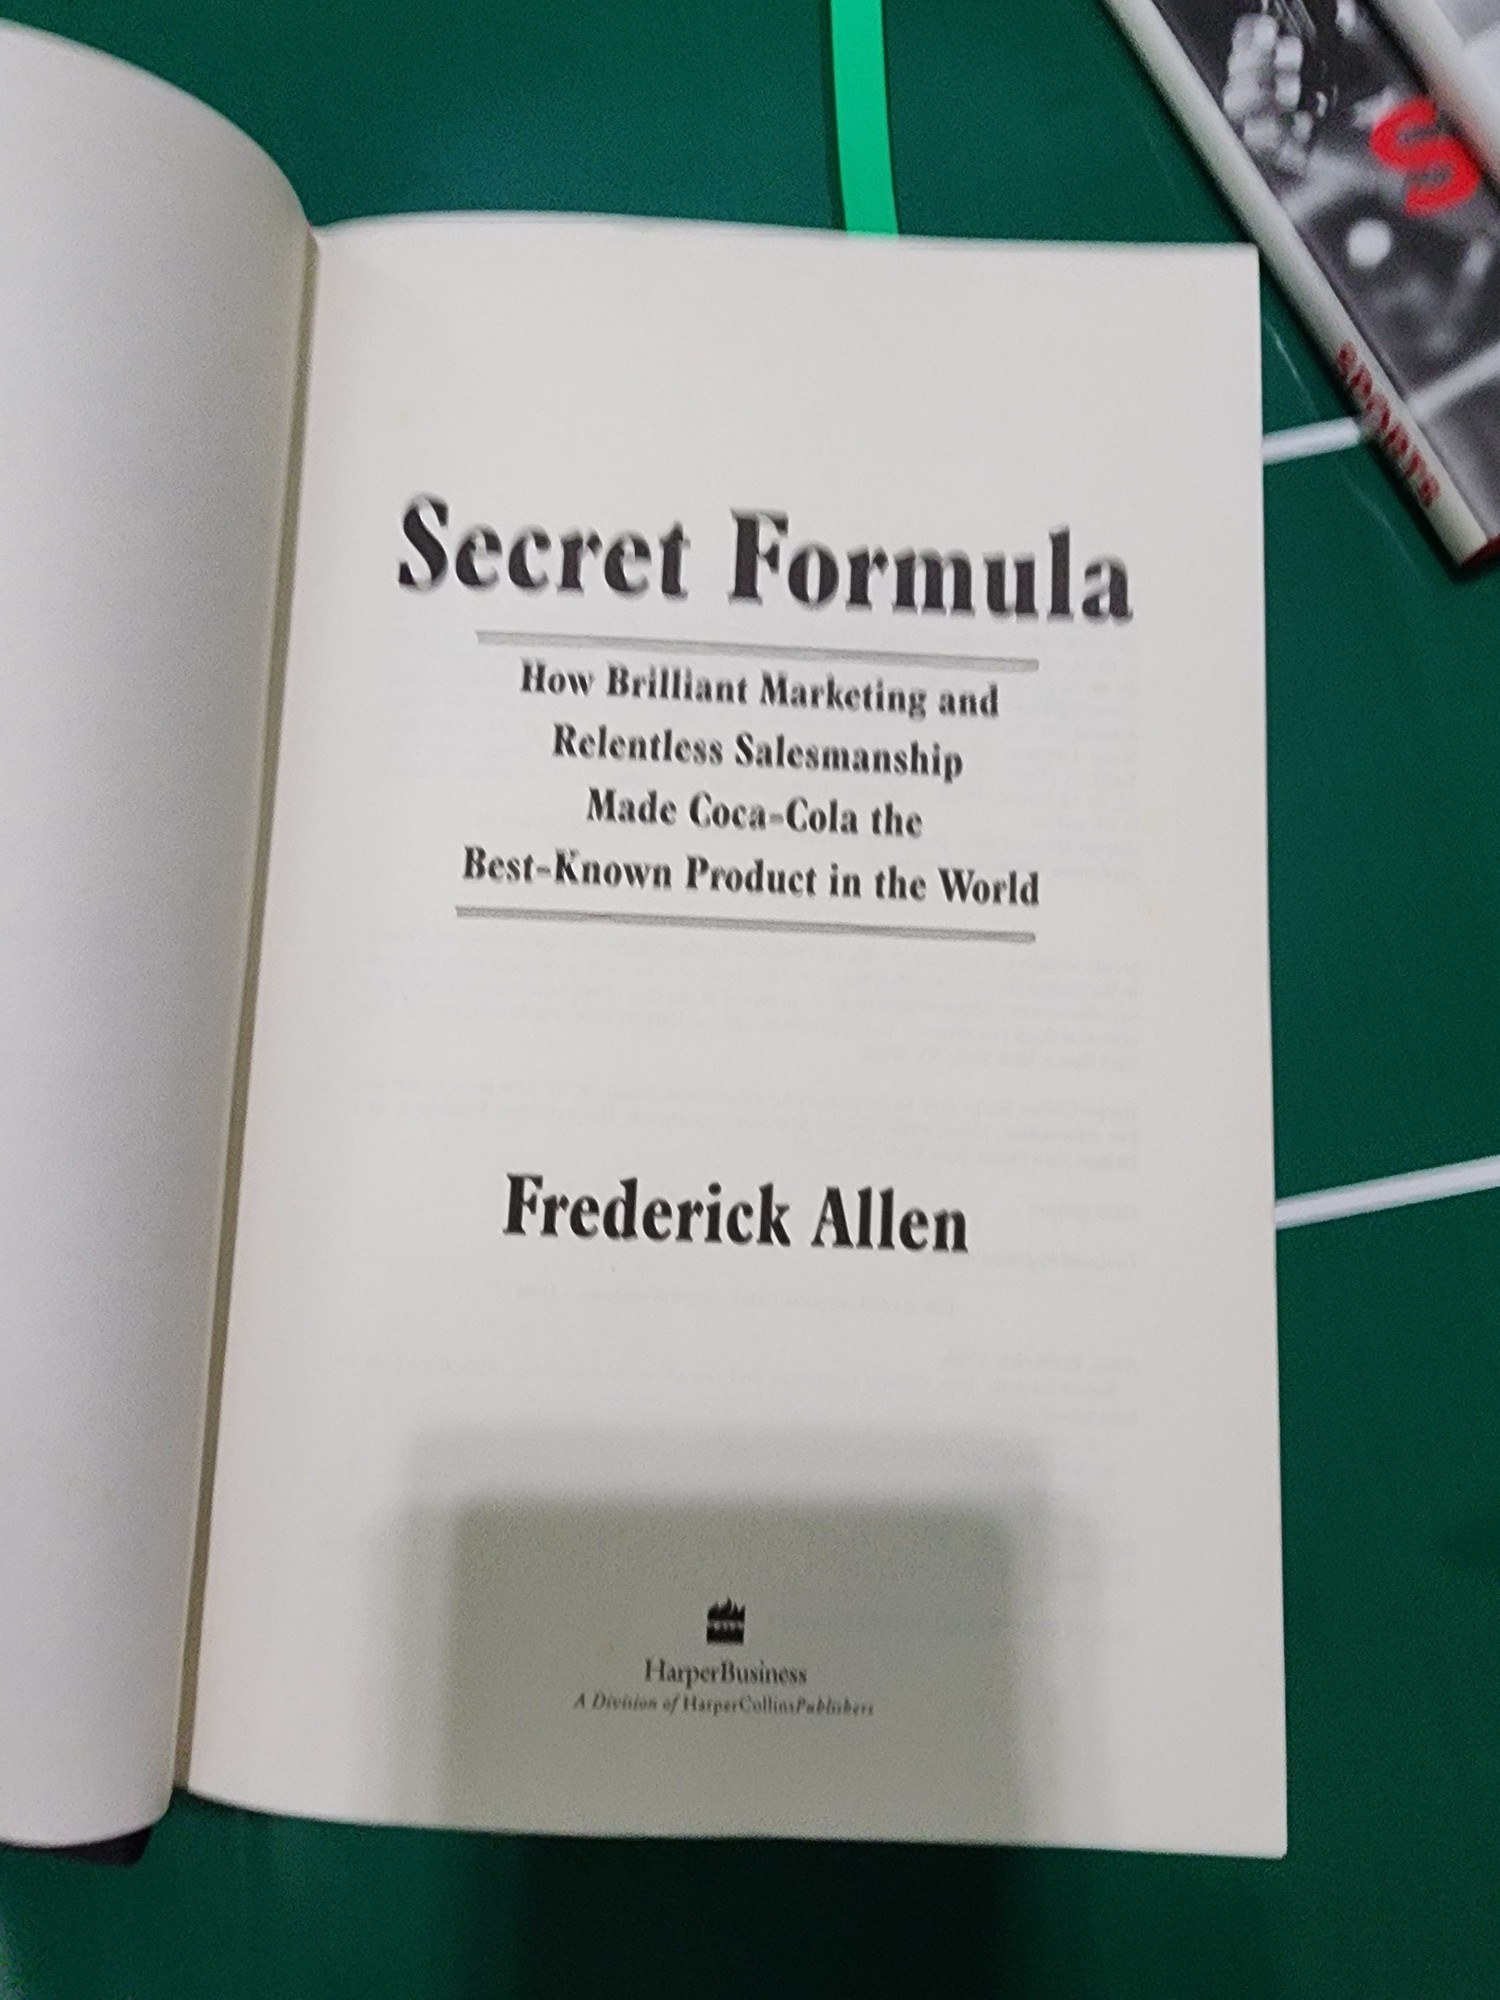 Secret Formula
How Brilliant Marketing and
Relentless Salesmanship
Made Coca-Cola the
Best-Known Product in the World
Frederick Allen
HarperBusiness
A Division of HarperCollinsPublishers
S
SPORTS